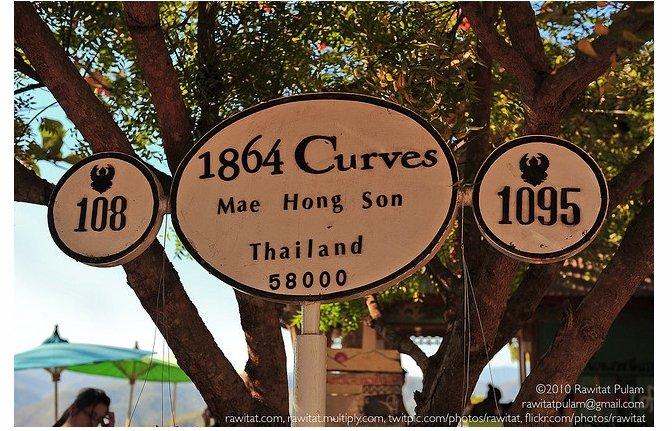 108
1864 Curves
Mae Hong Son
Thailand
58000
1095
©2010 Rawitat Pulam
rawitatpulam@gmail.com
rawitat.com, rawitat.multiply.com, twitpic.com/photos/rawitat, flickr.com/photos/rawitat